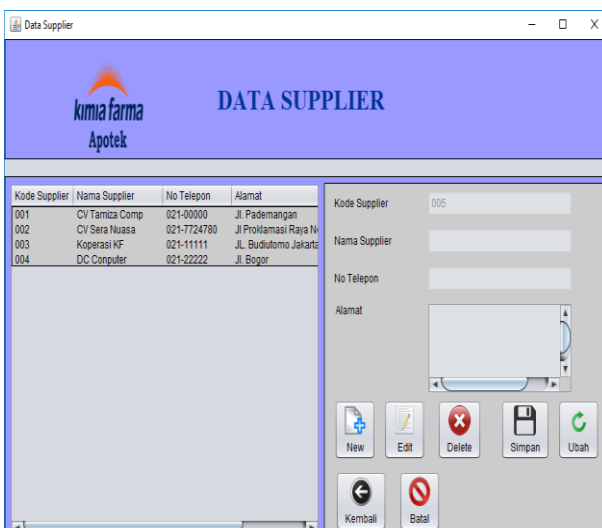 Data Supplier
kimia farma
Apotek
DATA SUPPLIER
Kode Supplier Nama Supplier No Telepon Alamat
001 CV Tamiza Comp 021-00000 Jl. Pademangan
002 CV Sera Nuasa 021-7724780 Jl Proklamasi Raya
003 Koperasi KF 021-11111 JL. Budiutomo Jakarta
004 DC Conputer 021-22222 Jl. Bogor
Kode Supplier 005
Nama Supplier
No Telepon
Alamat
New Edit Delete Simpan Ubah
Kembali Batal